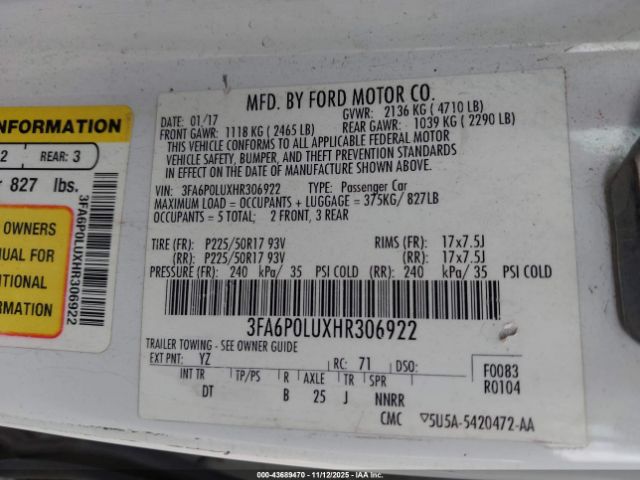 INFORMATION
2 REAR: 3
827 lbs.
OWNERS
FOR
3FA6P0LUXHR306922
MFD. BY FORD MOTOR CO.
DATE: 01/17 GVWR: 2136 KG ( 4710 LB)
FRONT GAWR: 1118 KG ( 2465 LB) REAR GAWR: 1039 KG ( 2290 LB)
THIS VEHICLE CONFORMS TO ALL APPLICABLE FEDERAL MOTOR
VEHICLE SAFETY, BUMPER, AND THEFT PREVENTION STANDARDS
IN EFFECT ON THE DATE OF MANUFACTURE SHOWN ABOVE.
VIN: 3FA6P0LUXHR306922 TYPE: Passenger Car
MAXIMUM LOAD = OCCUPANTS + LUGGAGE = 375KG/ 827LB
OCCUPANTS = 5 TOTAL; 2 FRONT, 3 REAR
TIRE (FR): P225/50R17 93V RIMS (FR): 17x7.5J
(RR): P225/50R17 93V (RR): 17x7.5J
PRESSURE (FR): 240 kPa/ 35 PSI COLD (RR): 240 kPa/ 35 PSI COLD
3FA6P0LUXHR306922
TRAILER TOWING - SEE OWNER GUIDE
EXT PNT: YZ RC: 71 DSO: F0083
INT TR TP/PS R AXLE TR SPR R0104
DT B 25 J NNRR
CMC ▽5U5A-5420472-AA
000-43689470 - 11/12/2025 - IAAI.COM